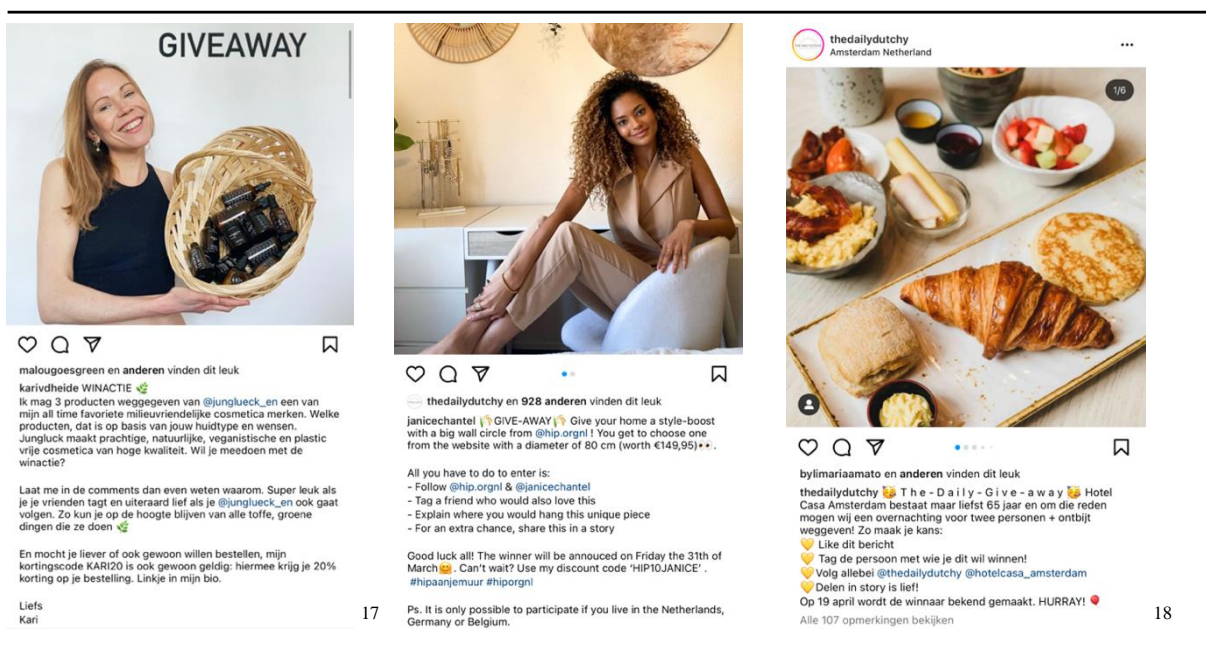 GIVEAWAY
malougoesgreen en anderen vinden dit leuk
karivdheide WINACTIE 🌿
Ik mag 3 producten weggegeven van @junglueck_en een van
mijn all time favoriete milieuvriendelijke cosmetica merken. Welke
producten, dat is op basis van jouw huidtype en wensen.
Jungluck maakt prachtige, natuurlijke, veganistische en plastic
vrije cosmetica van hoge kwaliteit. Wil je meedoen met de
winactie?
Laat me in de comments dan even weten waarom. Super leuk als
je je vrienden tagt en uiteraard lief als je @junglueck_en ook gaat
volgen. Zo kun je op de hoogte blijven van alle toffe, groene
dingen die ze doen 🌿
En mocht je liever of ook gewoon willen bestellen, mijn
kortingscode KARI20 is ook gewoon geldig: hiermee krijg je 20%
korting op je bestelling. Linkje in mijn bio.
Liefs
Kari
17
thedailydutchy en 928 anderen vinden dit leuk
janicechantel 🙌GIVE-AWAY🙌 Give your home a style-boost
with a big wall circle from @hip.orgnl ! You get to choose one
from the website with a diameter of 80 cm (worth €149,95)👀.
All you have to do to enter is:
- Follow @hip.orgnl & @janicechantel
- Tag a friend who would also love this
- Explain where you would hang this unique piece
- For an extra chance, share this in a story
Good luck all! The winner will be annouced on Friday the 31th of
March🤗. Can't wait? Use my discount code 'HIP10JANICE' .
#hipaanjemuur #hiporgnl
Ps. It is only possible to participate if you live in the Netherlands,
Germany or Belgium.
thedailydutchy
Amsterdam Netherland
1/6
bylimariaamato en anderen vinden dit leuk
thedailydutchy 🥳 T h e - D a i l y - G i v e - a w a y 🥳 Hotel
Casa Amsterdam bestaat maar liefst 65 jaar en om die reden
mogen wij een overnachting voor twee personen + ontbijt
weggeven! Zo maak je kans:
💛 Like dit bericht
💛 Tag de persoon met wie je dit wil winnen!
💛Volg allebei @thedailydutchy @hotelcasa_amsterdam
💛Delen in story is lief!
Op 19 april wordt de winnaar bekend gemaakt. HURRAY! 🎈
Alle 107 opmerkingen bekijken
18